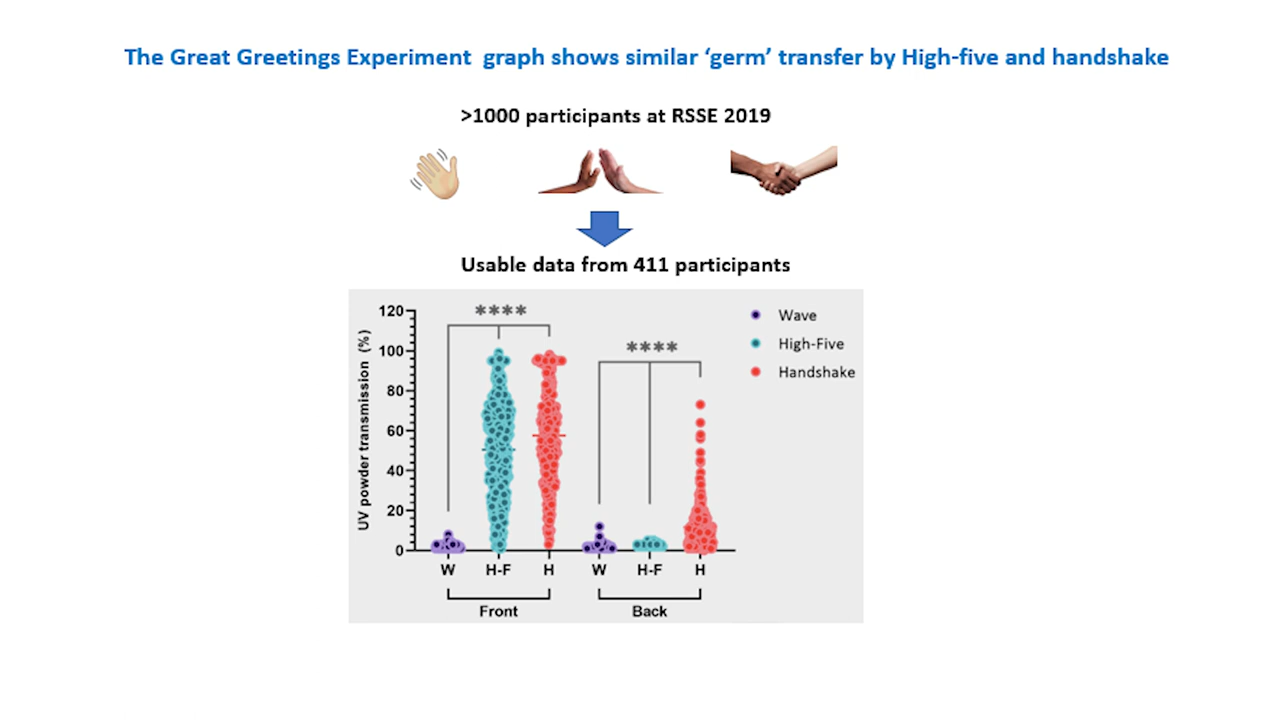 The Great Greetings Experiment  graph shows similar ‘germ’ transfer by High-five and handshake
>1000 participants at RSSE 2019
Usable data from 411 participants
120
100
80
60
40
20
0
UV powder transmission (%)
****
****
Wave
High-Five
Handshake
W H-F H W H-F H
Front Back